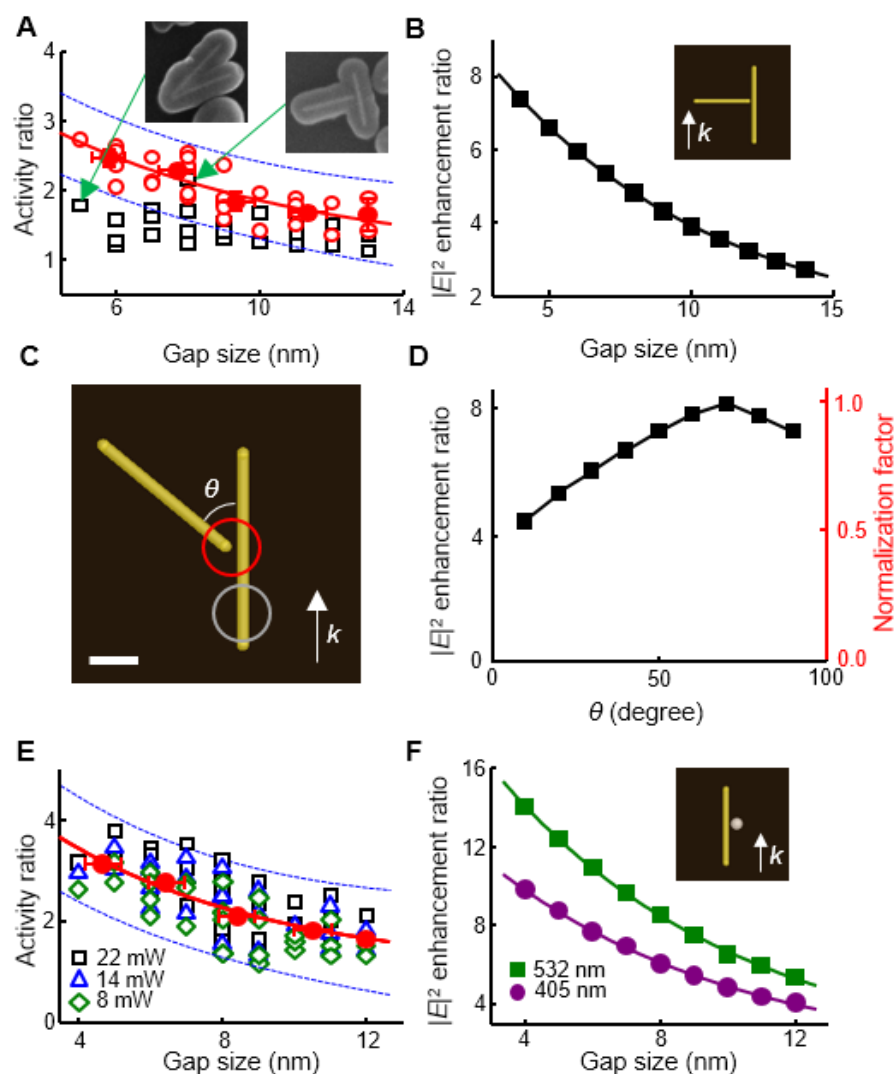 A
Activity ratio
4
3
2
1
6
10
14
Gap size (nm)
B
|E|² enhancement ratio
8
6
4
2
5
10
15
Gap size (nm)
k
C
θ
k
D
|E|² enhancement ratio
8
4
0
0
50
100
θ (degree)
1.0
0.5
0.0
Normalization factor
E
Activity ratio
4
2
0
4
8
12
Gap size (nm)
22 mW
14 mW
8 mW
F
|E|² enhancement ratio
16
12
8
4
4
8
12
Gap size (nm)
532 nm
405 nm
k